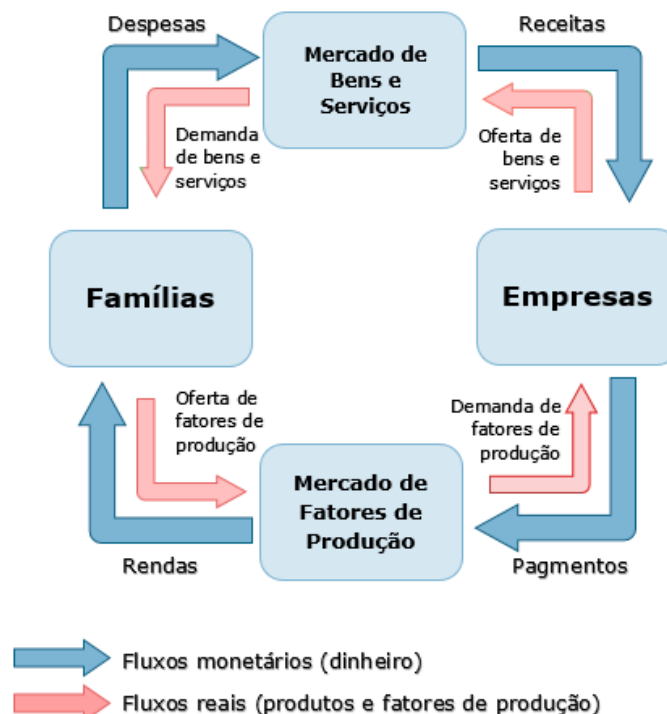 Despesas
Mercado de
Bens e
Serviços
Receitas
Demanda
de bens e
serviços
Oferta de
bens e
serviços
Famílias
Empresas
Oferta de
fatores de
produção
Demanda de
fatores de
produção
Mercado de
Fatores de
Produção
Rendas
Pagmentos
Fluxos monetários (dinheiro)
Fluxos reais (produtos e fatores de produção)